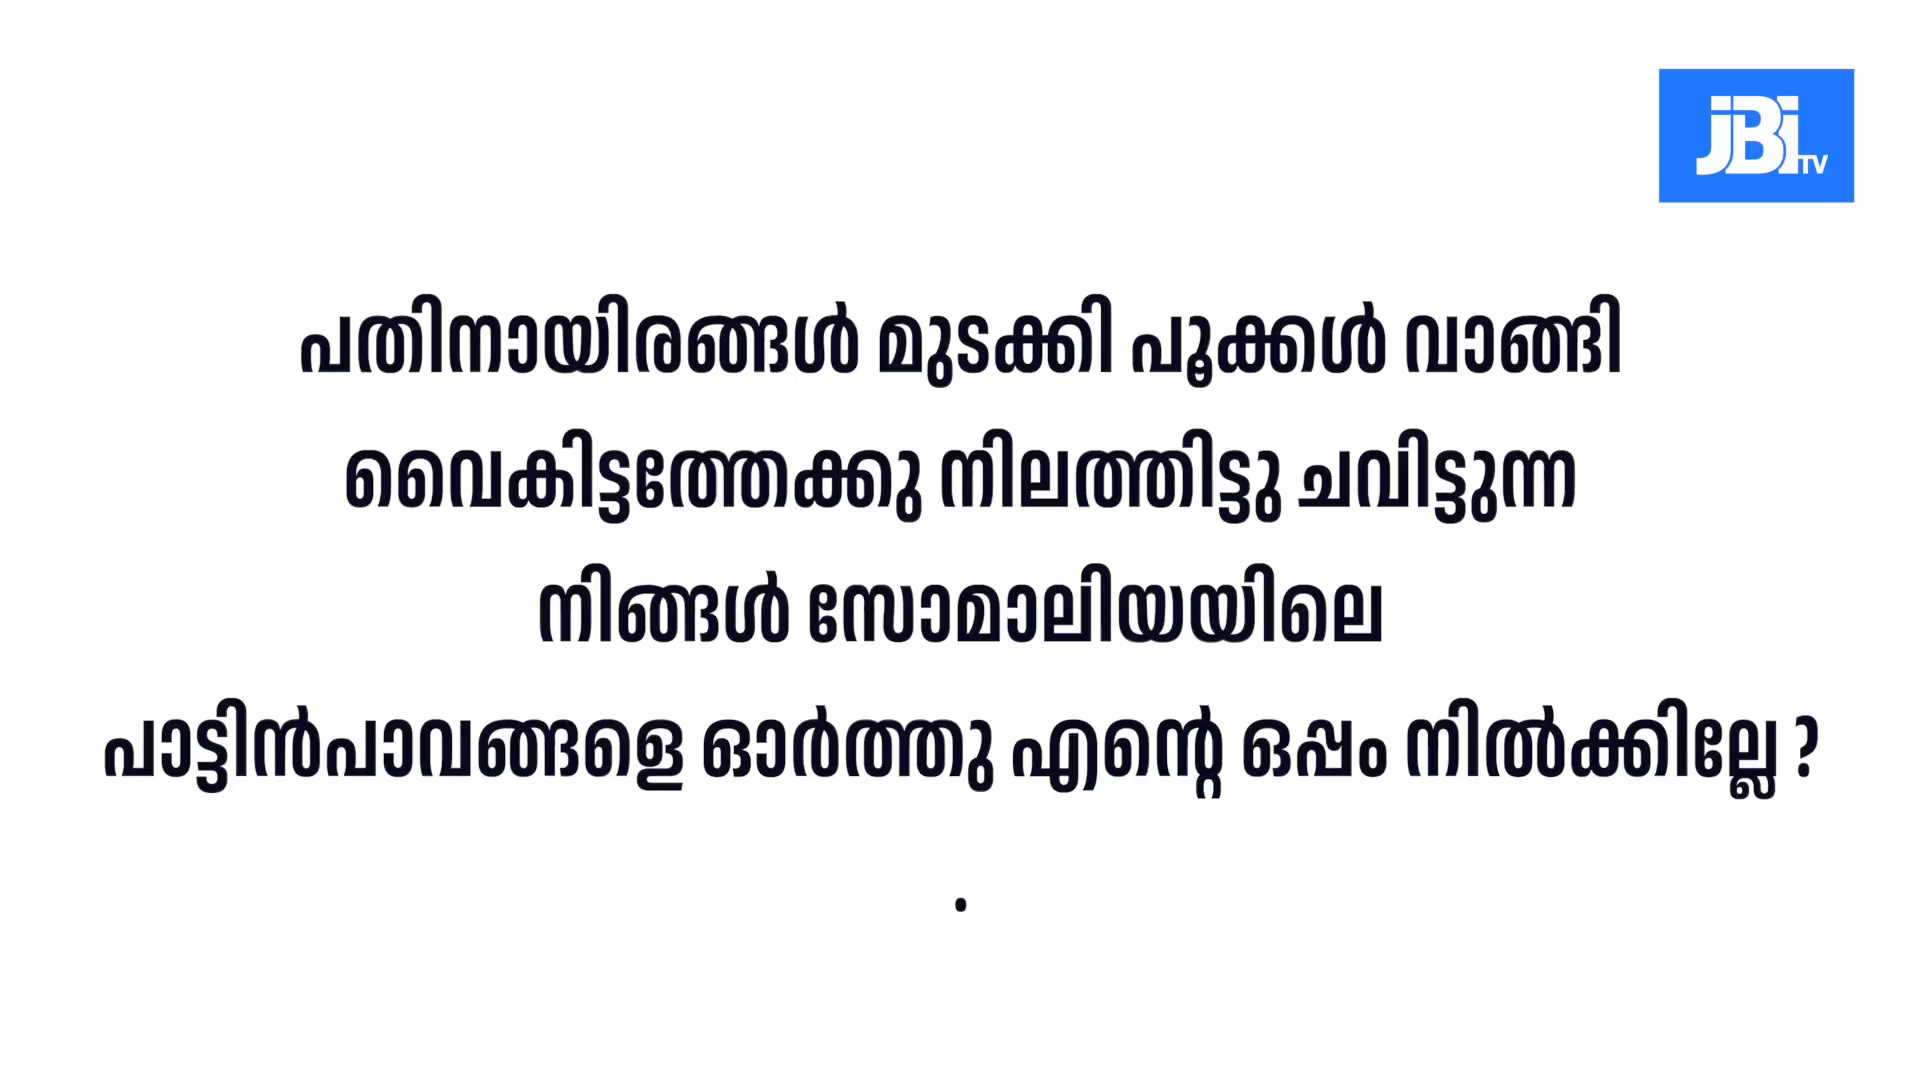 JBI TV
പതിനായിരങ്ങൾ മുടക്കി പൂക്കൾ വാങ്ങി
വൈകിട്ടത്തേക്കു നിലത്തിട്ടു ചവിട്ടുന്ന
നിങ്ങൾ സോമാലിയയിലെ
പാട്ടിൻപാവങ്ങളെ ഓർത്തു എന്റെ ഒപ്പം നിൽക്കില്ലേ ?
.